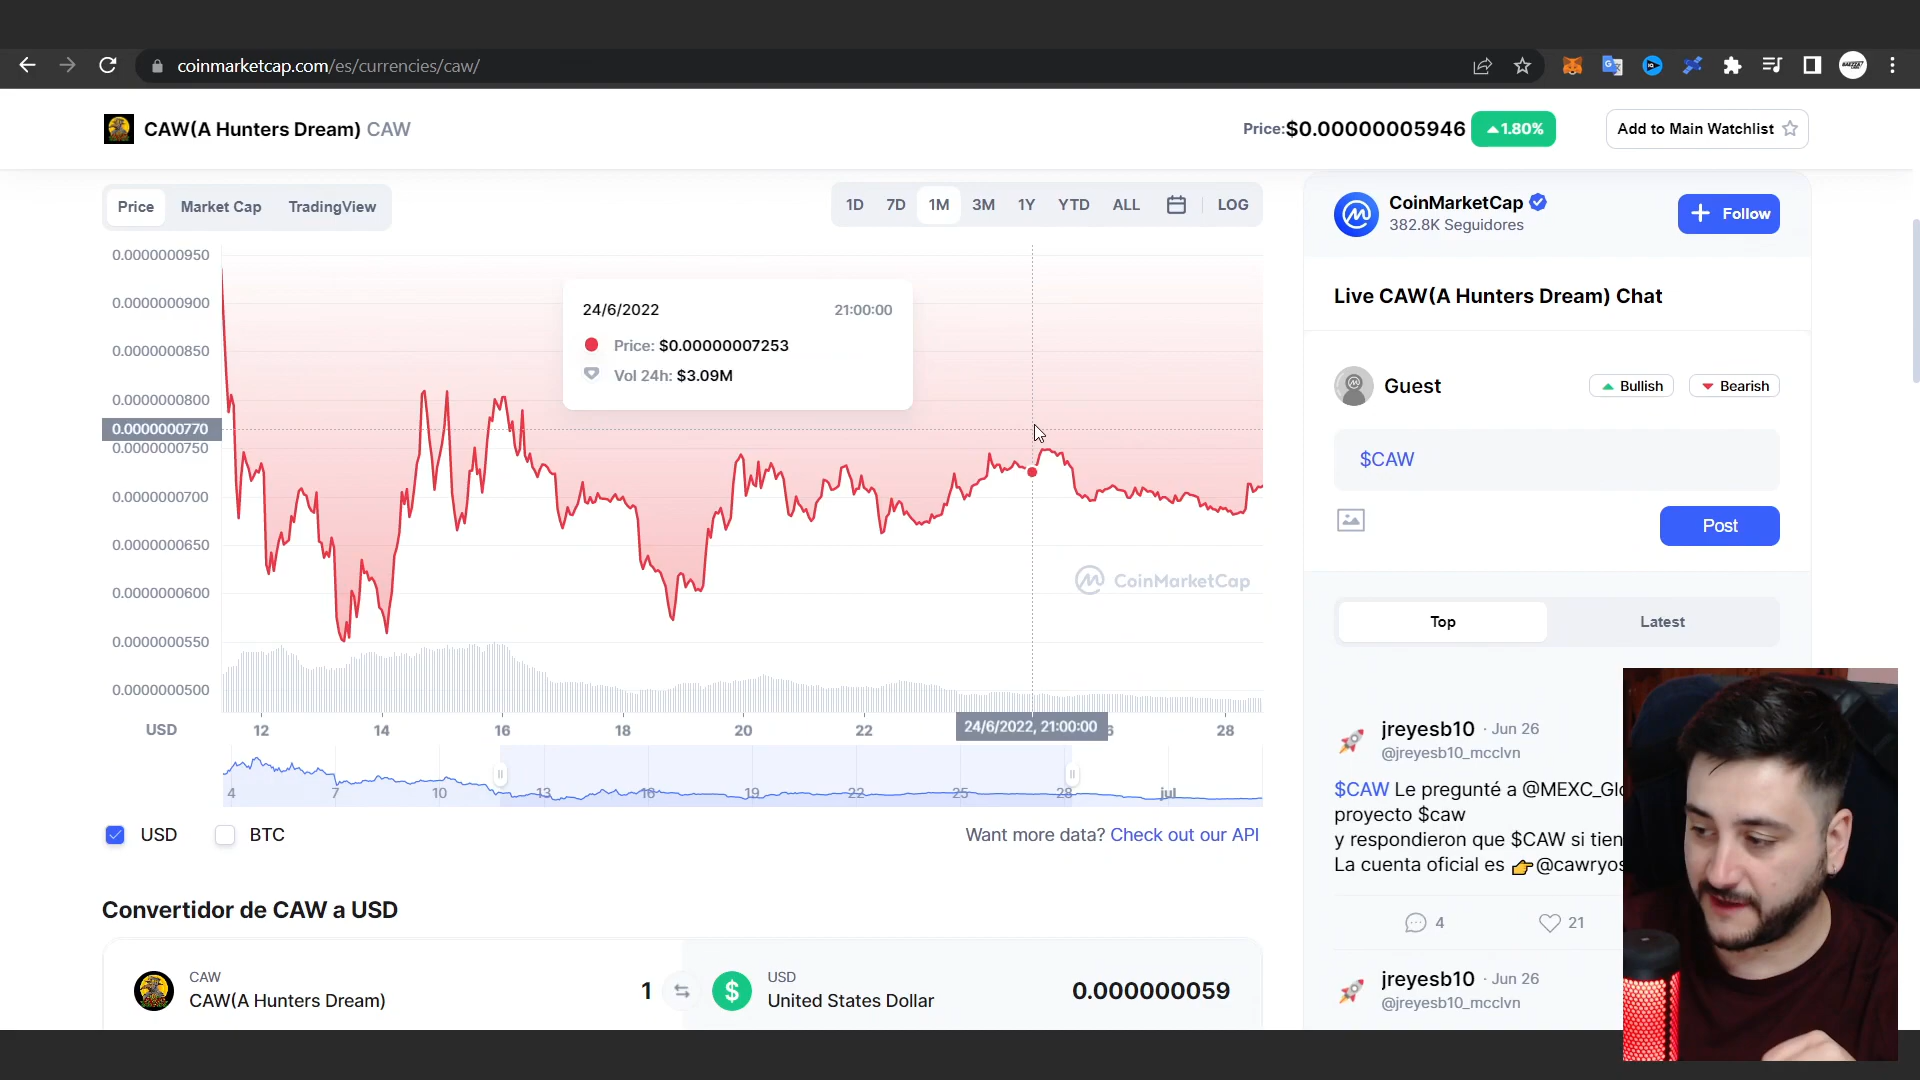 coinmarketcap.com/es/currencies/caw/
CAW(A Hunters Dream) CAW
Price:$0.00000005946
1.80%
Add to Main Watchlist
Price
Market Cap
TradingView
1D
7D
1M
3M
1Y
YTD
ALL
LOG
0.0000000950
0.0000000900
0.0000000850
0.0000000800
0.0000000770
0.0000000750
0.0000000700
0.0000000650
0.0000000600
0.0000000550
0.0000000500
24/6/2022
21:00:00
Price: $0.00000007253
Vol 24h: $3.09M
CoinMarketCap
USD
12
14
16
18
20
22
24/6/2022, 21:00:00
6
28
4
7
10
13
16
19
22
25
28
jul
USD
BTC
Want more data? Check out our API
Convertidor de CAW a USD
CAW
CAW(A Hunters Dream)
1
$
USD
United States Dollar
0.000000059
CoinMarketCap
382.8K Seguidores
Follow
Live CAW(A Hunters Dream) Chat
Guest
Bullish
Bearish
$CAW
Post
Top
Latest
jreyesb10 · Jun 26
@jreyesb10_mcclvn
$CAW Le pregunté a @MEXC_Glo
proyecto $caw
y respondieron que $CAW si tien
La cuenta oficial es 👉@cawryos
4
21
jreyesb10 · Jun 26
@jreyesb10_mcclvn